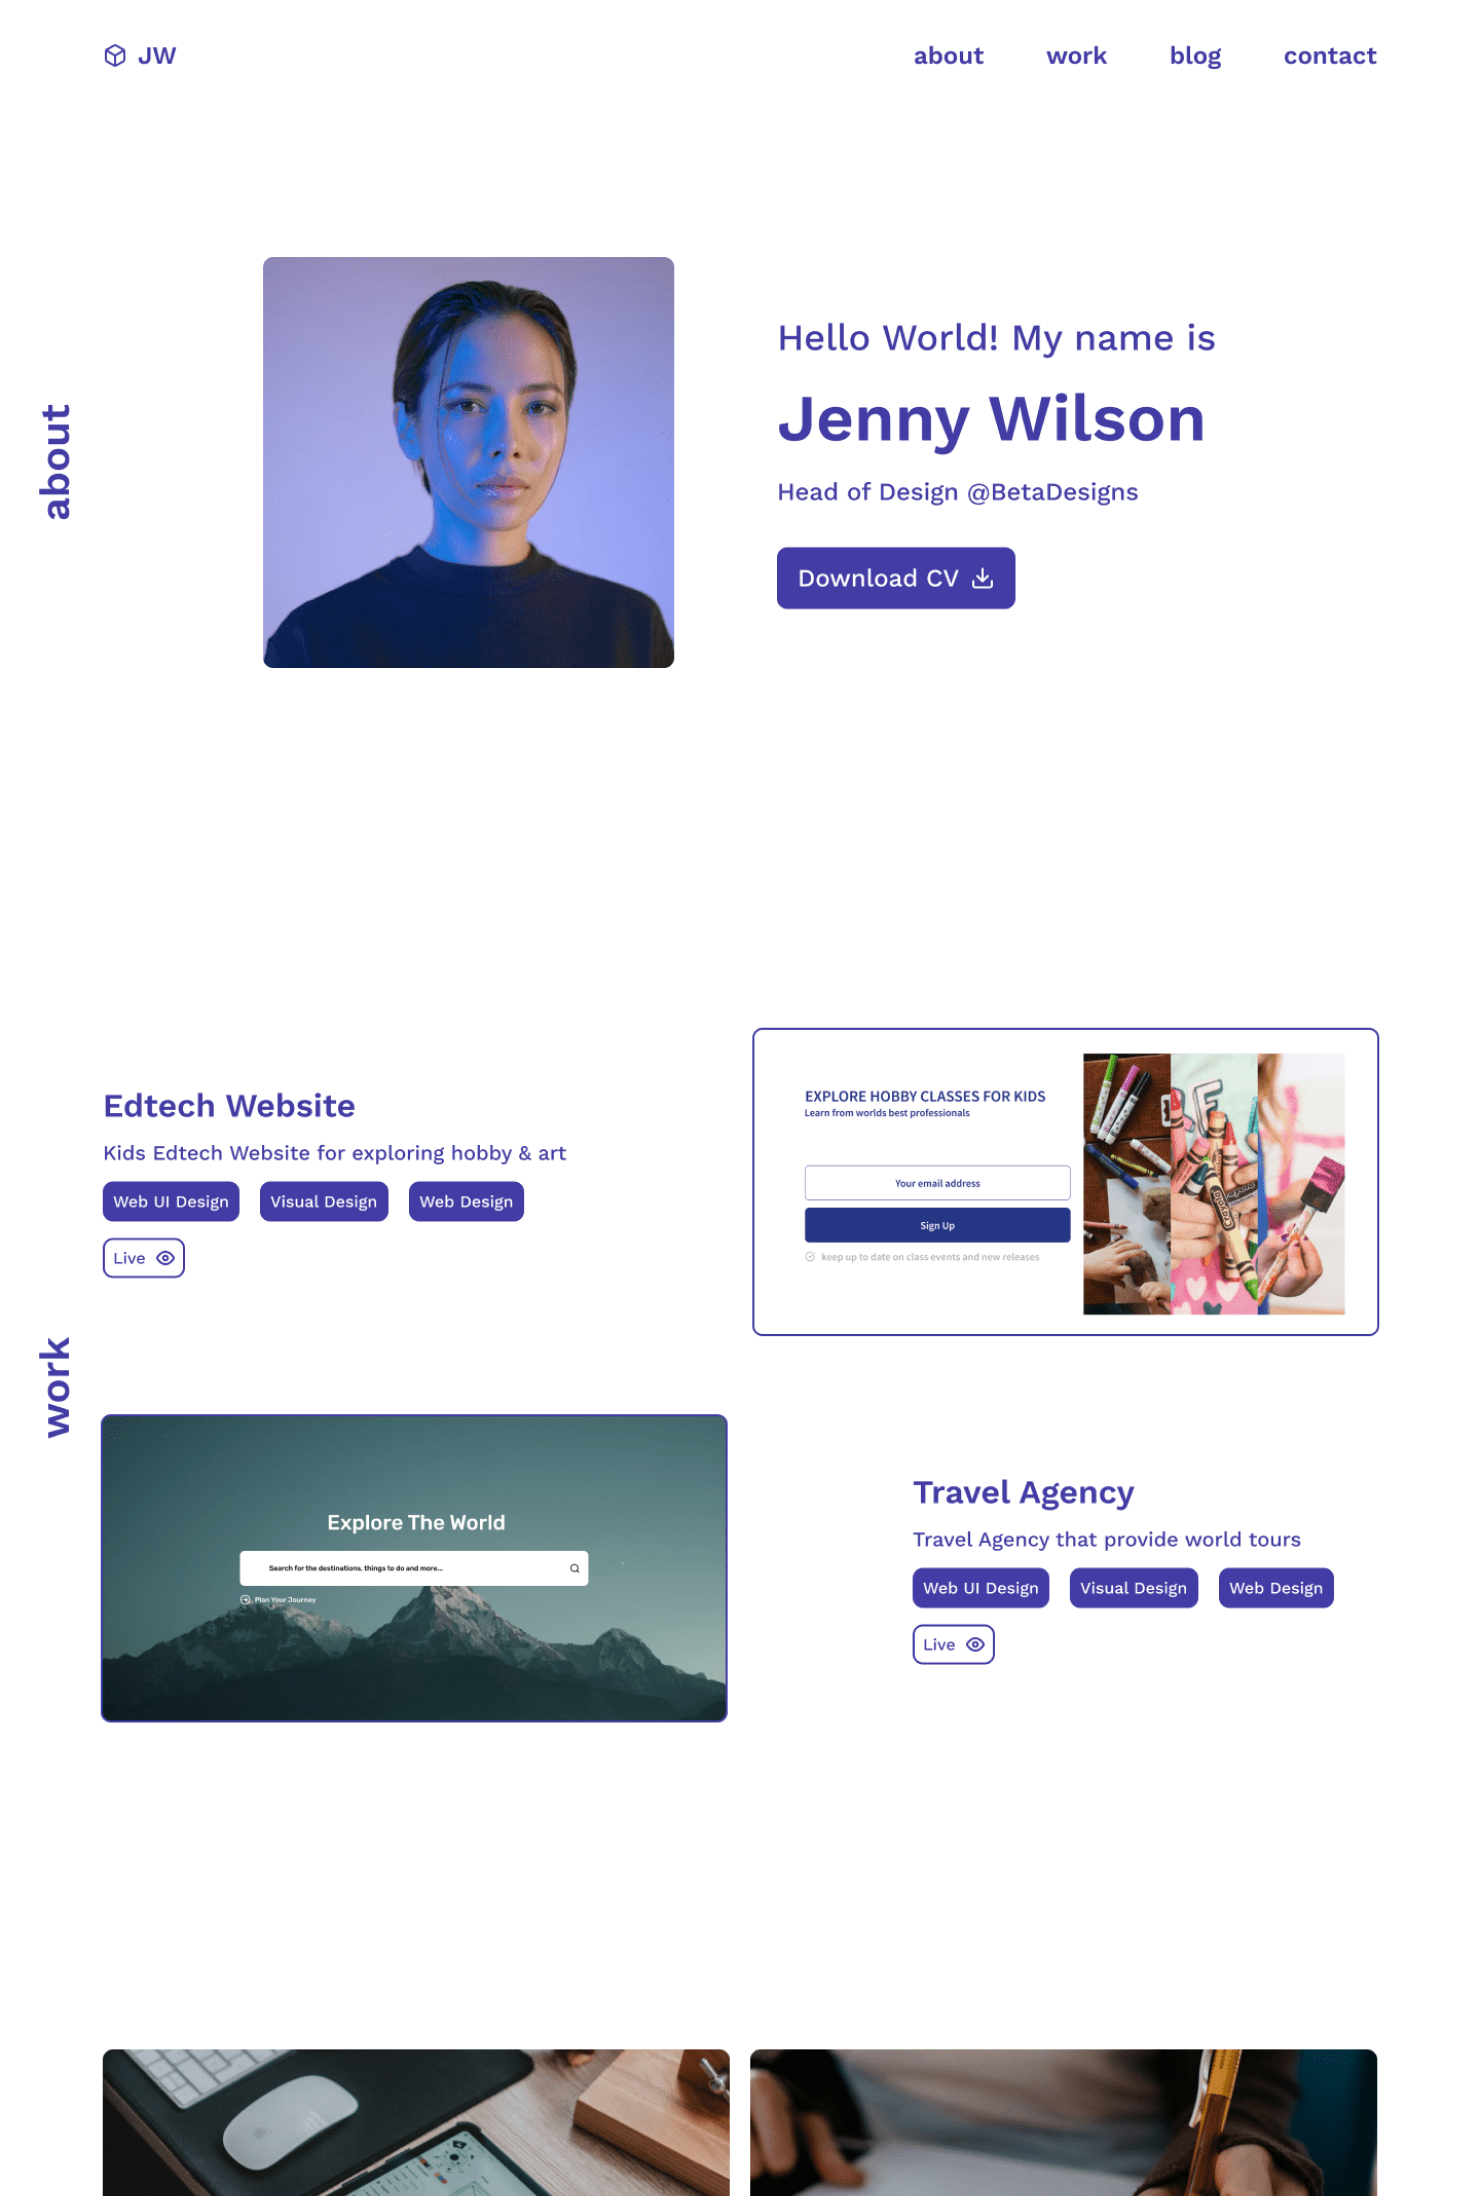 JW
about
work
blog
contact
about
Hello World! My name is
Jenny Wilson
Head of Design @BetaDesigns
Download CV
work
Edtech Website
Kids Edtech Website for exploring hobby & art
Web UI Design
Visual Design
Web Design
Live
EXPLORE HOBBY CLASSES FOR KIDS
Learn from worlds best professionals
Your email address
Sign Up
keep up to date on class events and new releases
Explore The World
Search for the destinations, things to do and more...
Plan Your Journey
Travel Agency
Travel Agency that provide world tours
Web UI Design
Visual Design
Web Design
Live